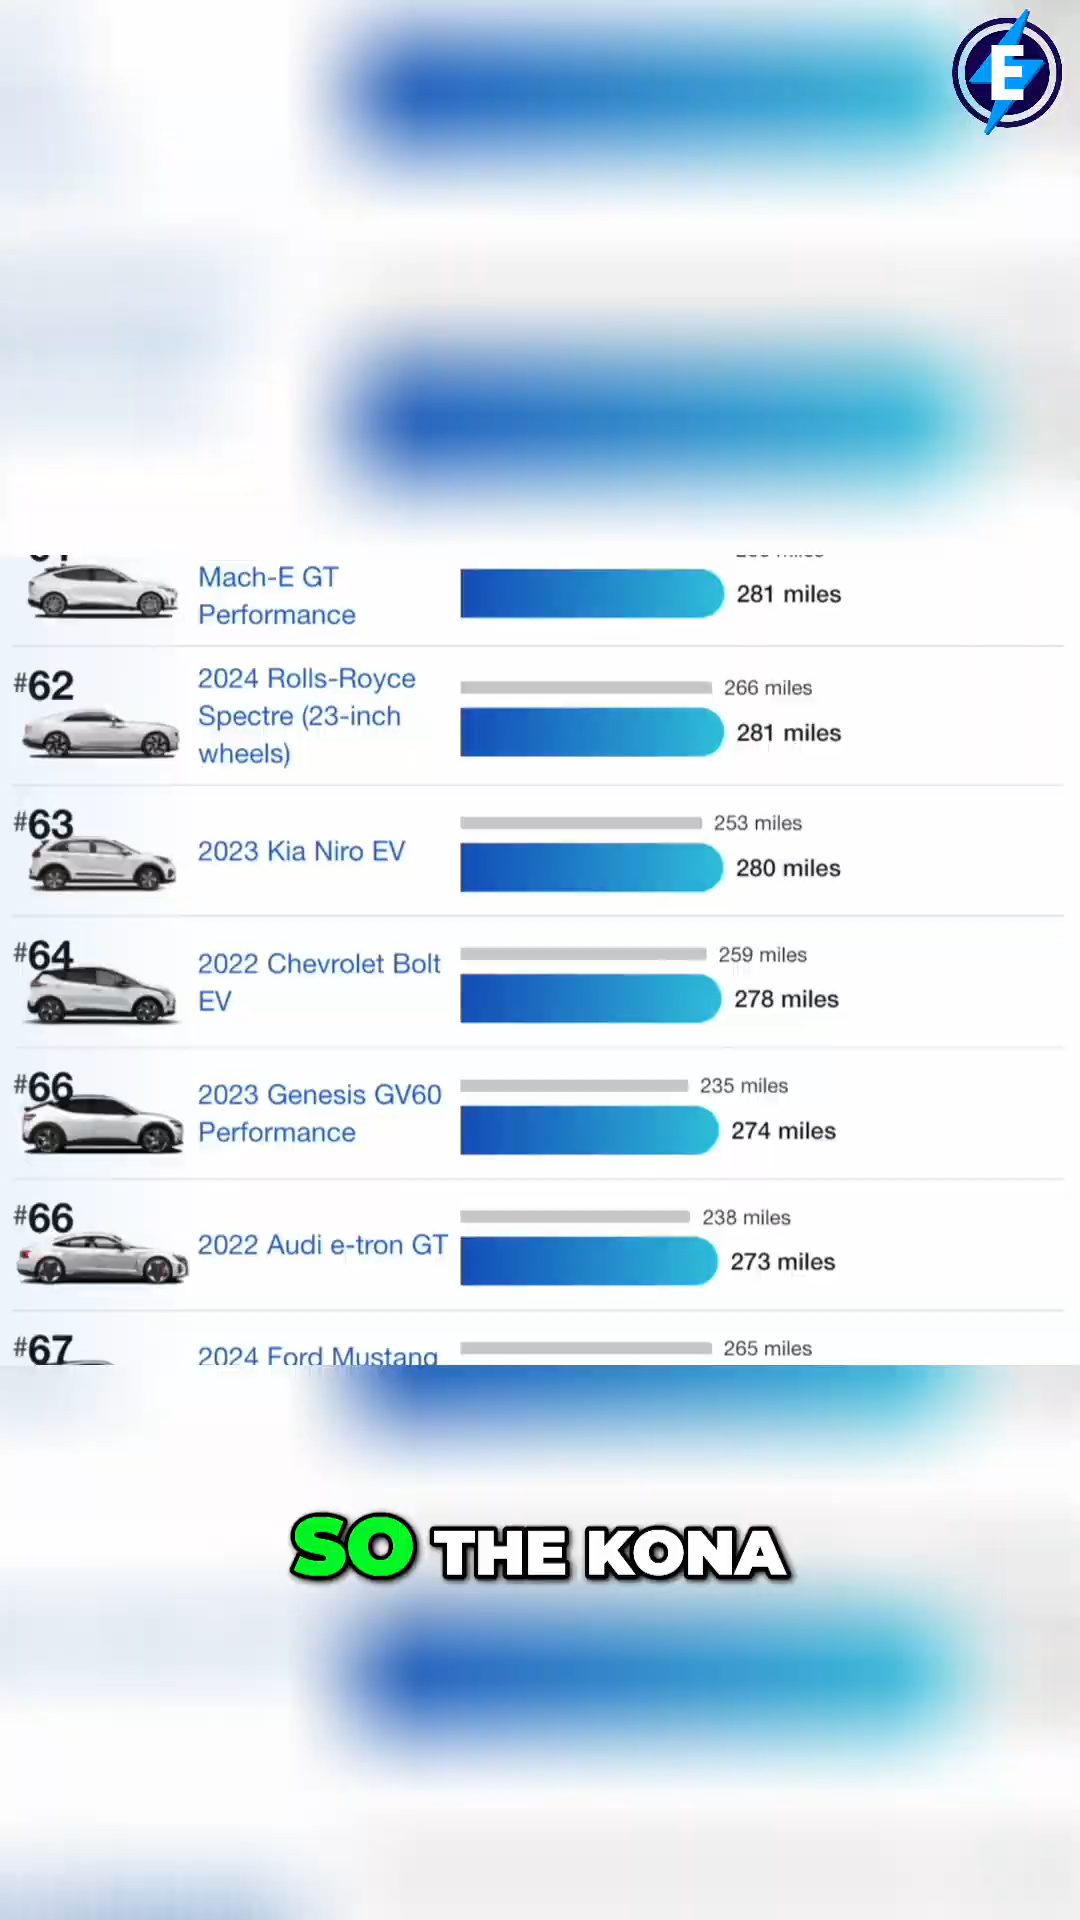 E
Mach-E GT
Performance
281 miles
#62
2024 Rolls-Royce
Spectre (23-inch
wheels)
266 miles
281 miles
#63
2023 Kia Niro EV
253 miles
280 miles
#64
2022 Chevrolet Bolt
EV
259 miles
278 miles
#66
2023 Genesis GV60
Performance
235 miles
274 miles
#66
2022 Audi e-tron GT
238 miles
273 miles
#67
2024 Ford Mustang
265 miles
SO THE KONA